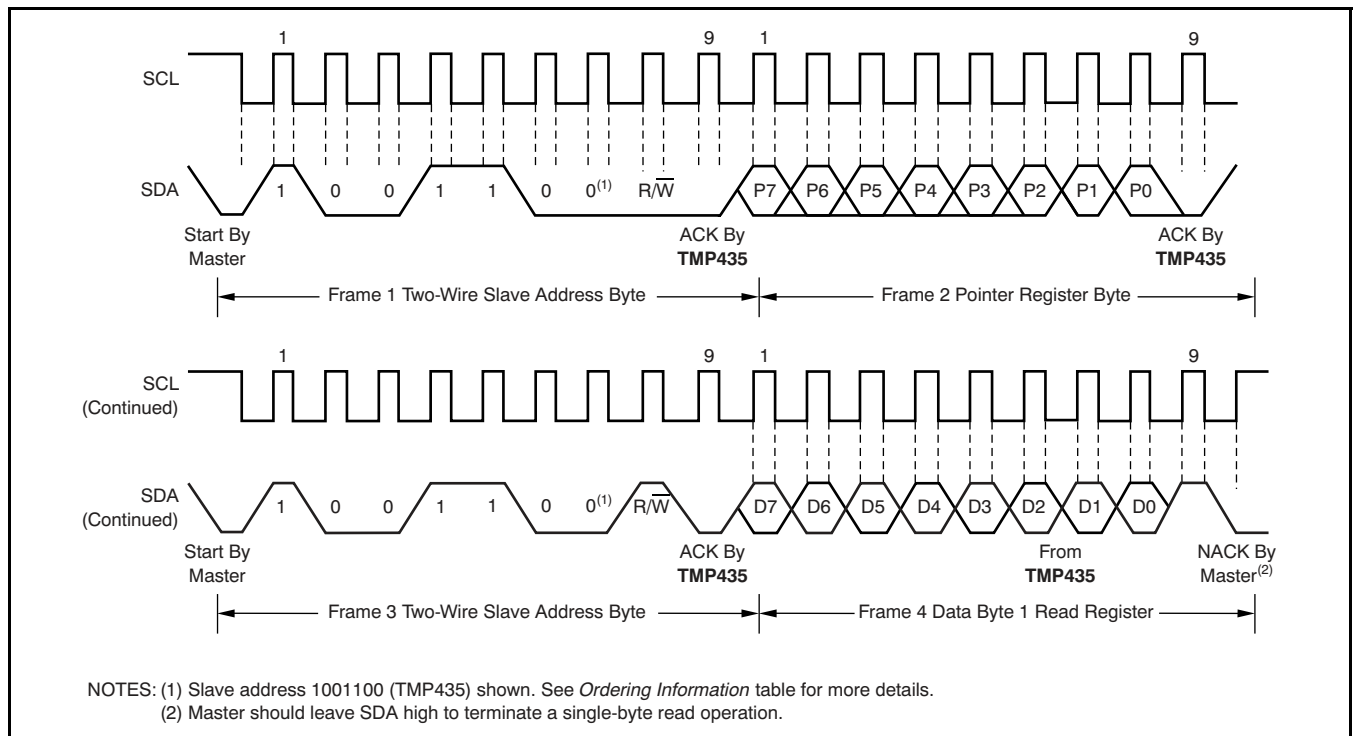 1 9 1 9
SCL
SDA 1 0 0 1 1 0 0(1) R/W̅ P7 P6 P5 P4 P3 P2 P1 P0
Start By ACK By ACK By
Master TMP435 TMP435
Frame 1 Two-Wire Slave Address Byte Frame 2 Pointer Register Byte
1 9 1 9
SCL
(Continued)
SDA
(Continued) 1 0 0 1 1 0 0(1) R/W̅ D7 D6 D5 D4 D3 D2 D1 D0
Start By ACK By From NACK By
Master TMP435 TMP435 Master(2)
Frame 3 Two-Wire Slave Address Byte Frame 4 Data Byte 1 Read Register
NOTES: (1) Slave address 1001100 (TMP435) shown. See Ordering Information table for more details.
(2) Master should leave SDA high to terminate a single-byte read operation.